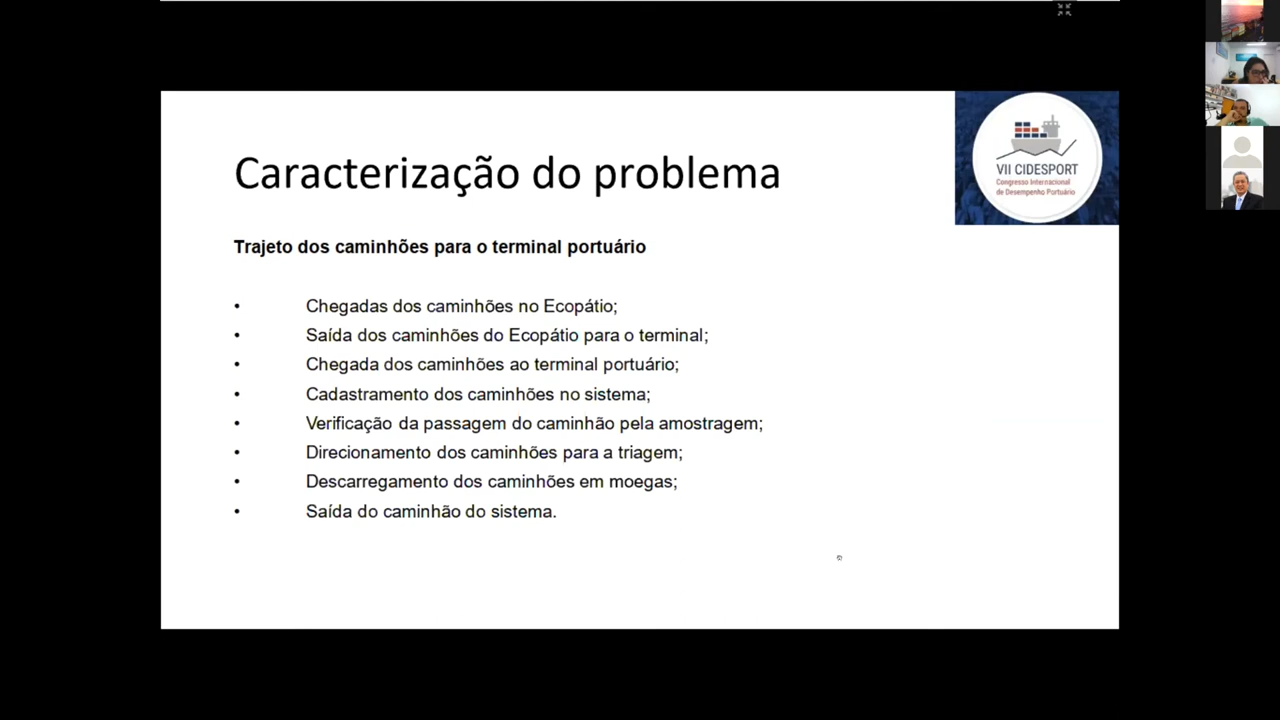 Caracterização do problema
VII CIDESPORT
Congresso Internacional
de Desempenho Portuário
Trajeto dos caminhões para o terminal portuário
• Chegadas dos caminhões no Ecopátio;
• Saída dos caminhões do Ecopátio para o terminal;
• Chegada dos caminhões ao terminal portuário;
• Cadastramento dos caminhões no sistema;
• Verificação da passagem do caminhão pela amostragem;
• Direcionamento dos caminhões para a triagem;
• Descarregamento dos caminhões em moegas;
• Saída do caminhão do sistema.